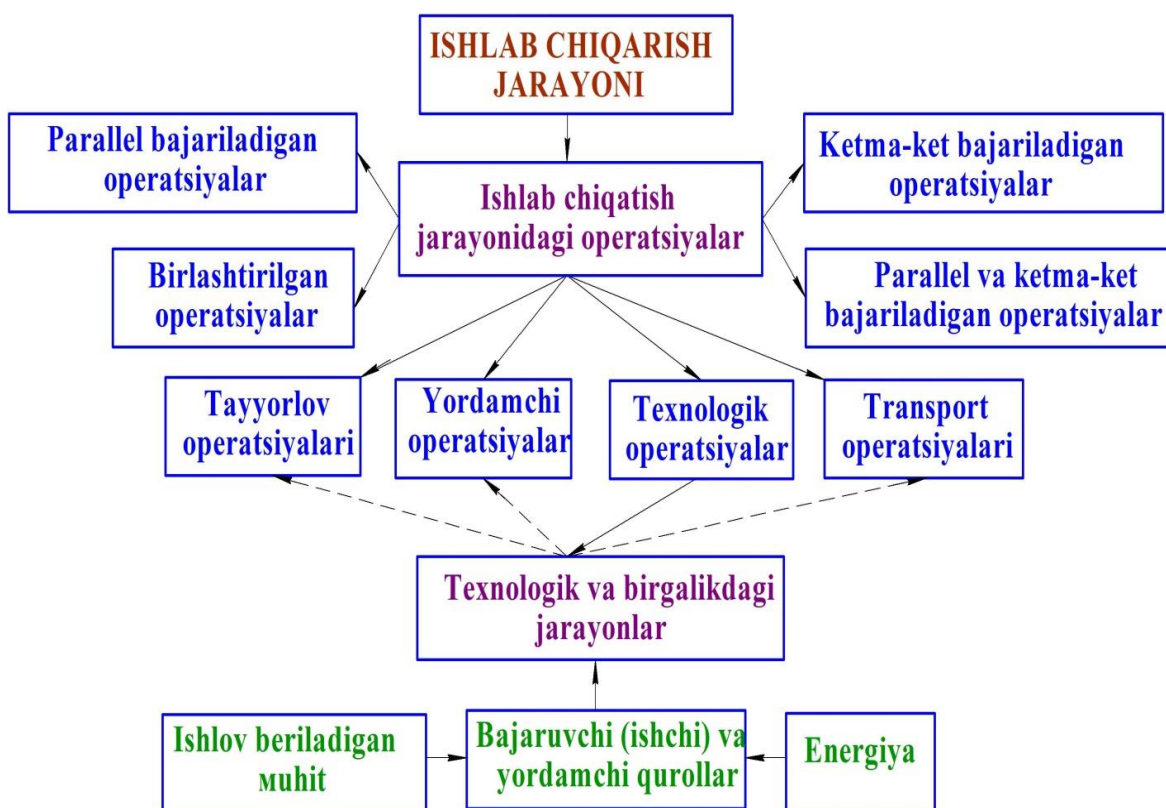 ISHLAB CHIQARISH
JARAYONI
Parallel bajariladigan
operatsiyalar
Ketma-ket bajariladigan
operatsiyalar
Ishlab chiqatish
jarayonidagi operatsiyalar
Birlashtirilgan
operatsiyalar
Parallel va ketma-ket
bajariladigan operatsiyalar
Tayyorlov
operatsiyalari
Yordamchi
operatsiyalar
Texnologik
operatsiyalar
Transport
operatsiyalari
Texnologik va birgalikdagi
jarayonlar
Ishlov beriladigan
muhit
Bajaruvchi (ishchi) va
yordamchi qurollar
Energiya